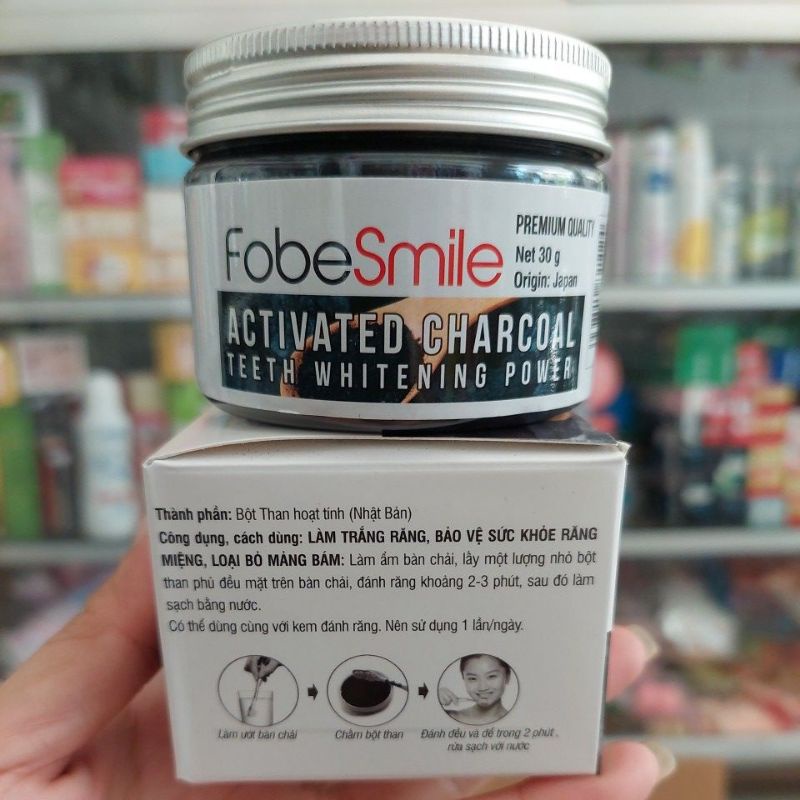 FobeSmile
PREMIUM QUALITY
Net 30 g
Origin: Japan
ACTIVATED CHARCOAL
TEETH WHITENING POWER
Thành phần: Bột Than hoạt tính (Nhật Bản)
Công dụng, cách dùng: LÀM TRẮNG RĂNG, BẢO VỆ SỨC KHỎE RĂNG
MIỆNG, LOẠI BỎ MẢNG BÁM: Làm ẩm bàn chải, lấy một lượng nhỏ bột
than phủ đều mặt trên bàn chải, đánh răng khoảng 2-3 phút, sau đó làm
sạch bằng nước.
Có thể dùng cùng với kem đánh răng. Nên sử dụng 1 lần/ngày.
Làm ướt bàn chải
Chấm bột than
Đánh đều và để trong 2 phút,
rửa sạch với nước